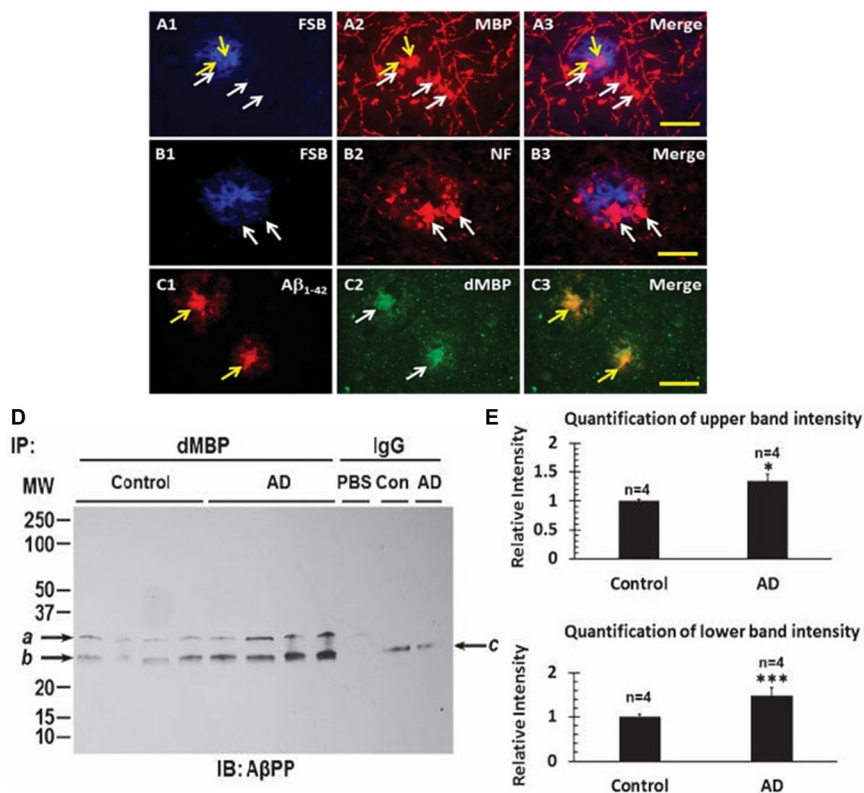 A1 FSB A2 MBP A3 Merge
B1 FSB B2 NF B3 Merge
C1 Aβ1-42 C2 dMBP C3 Merge
D
IP: dMBP IgG
MW Control AD PBS Con AD
250
100
50
37
20
15
10
a
b
c
IB: AβPP
E
Quantification of upper band intensity
Relative Intensity
2
1.5
1
0.5
0
n=4
n=4
*
Control AD
Quantification of lower band intensity
Relative Intensity
2
1
0
n=4
n=4
***
Control AD